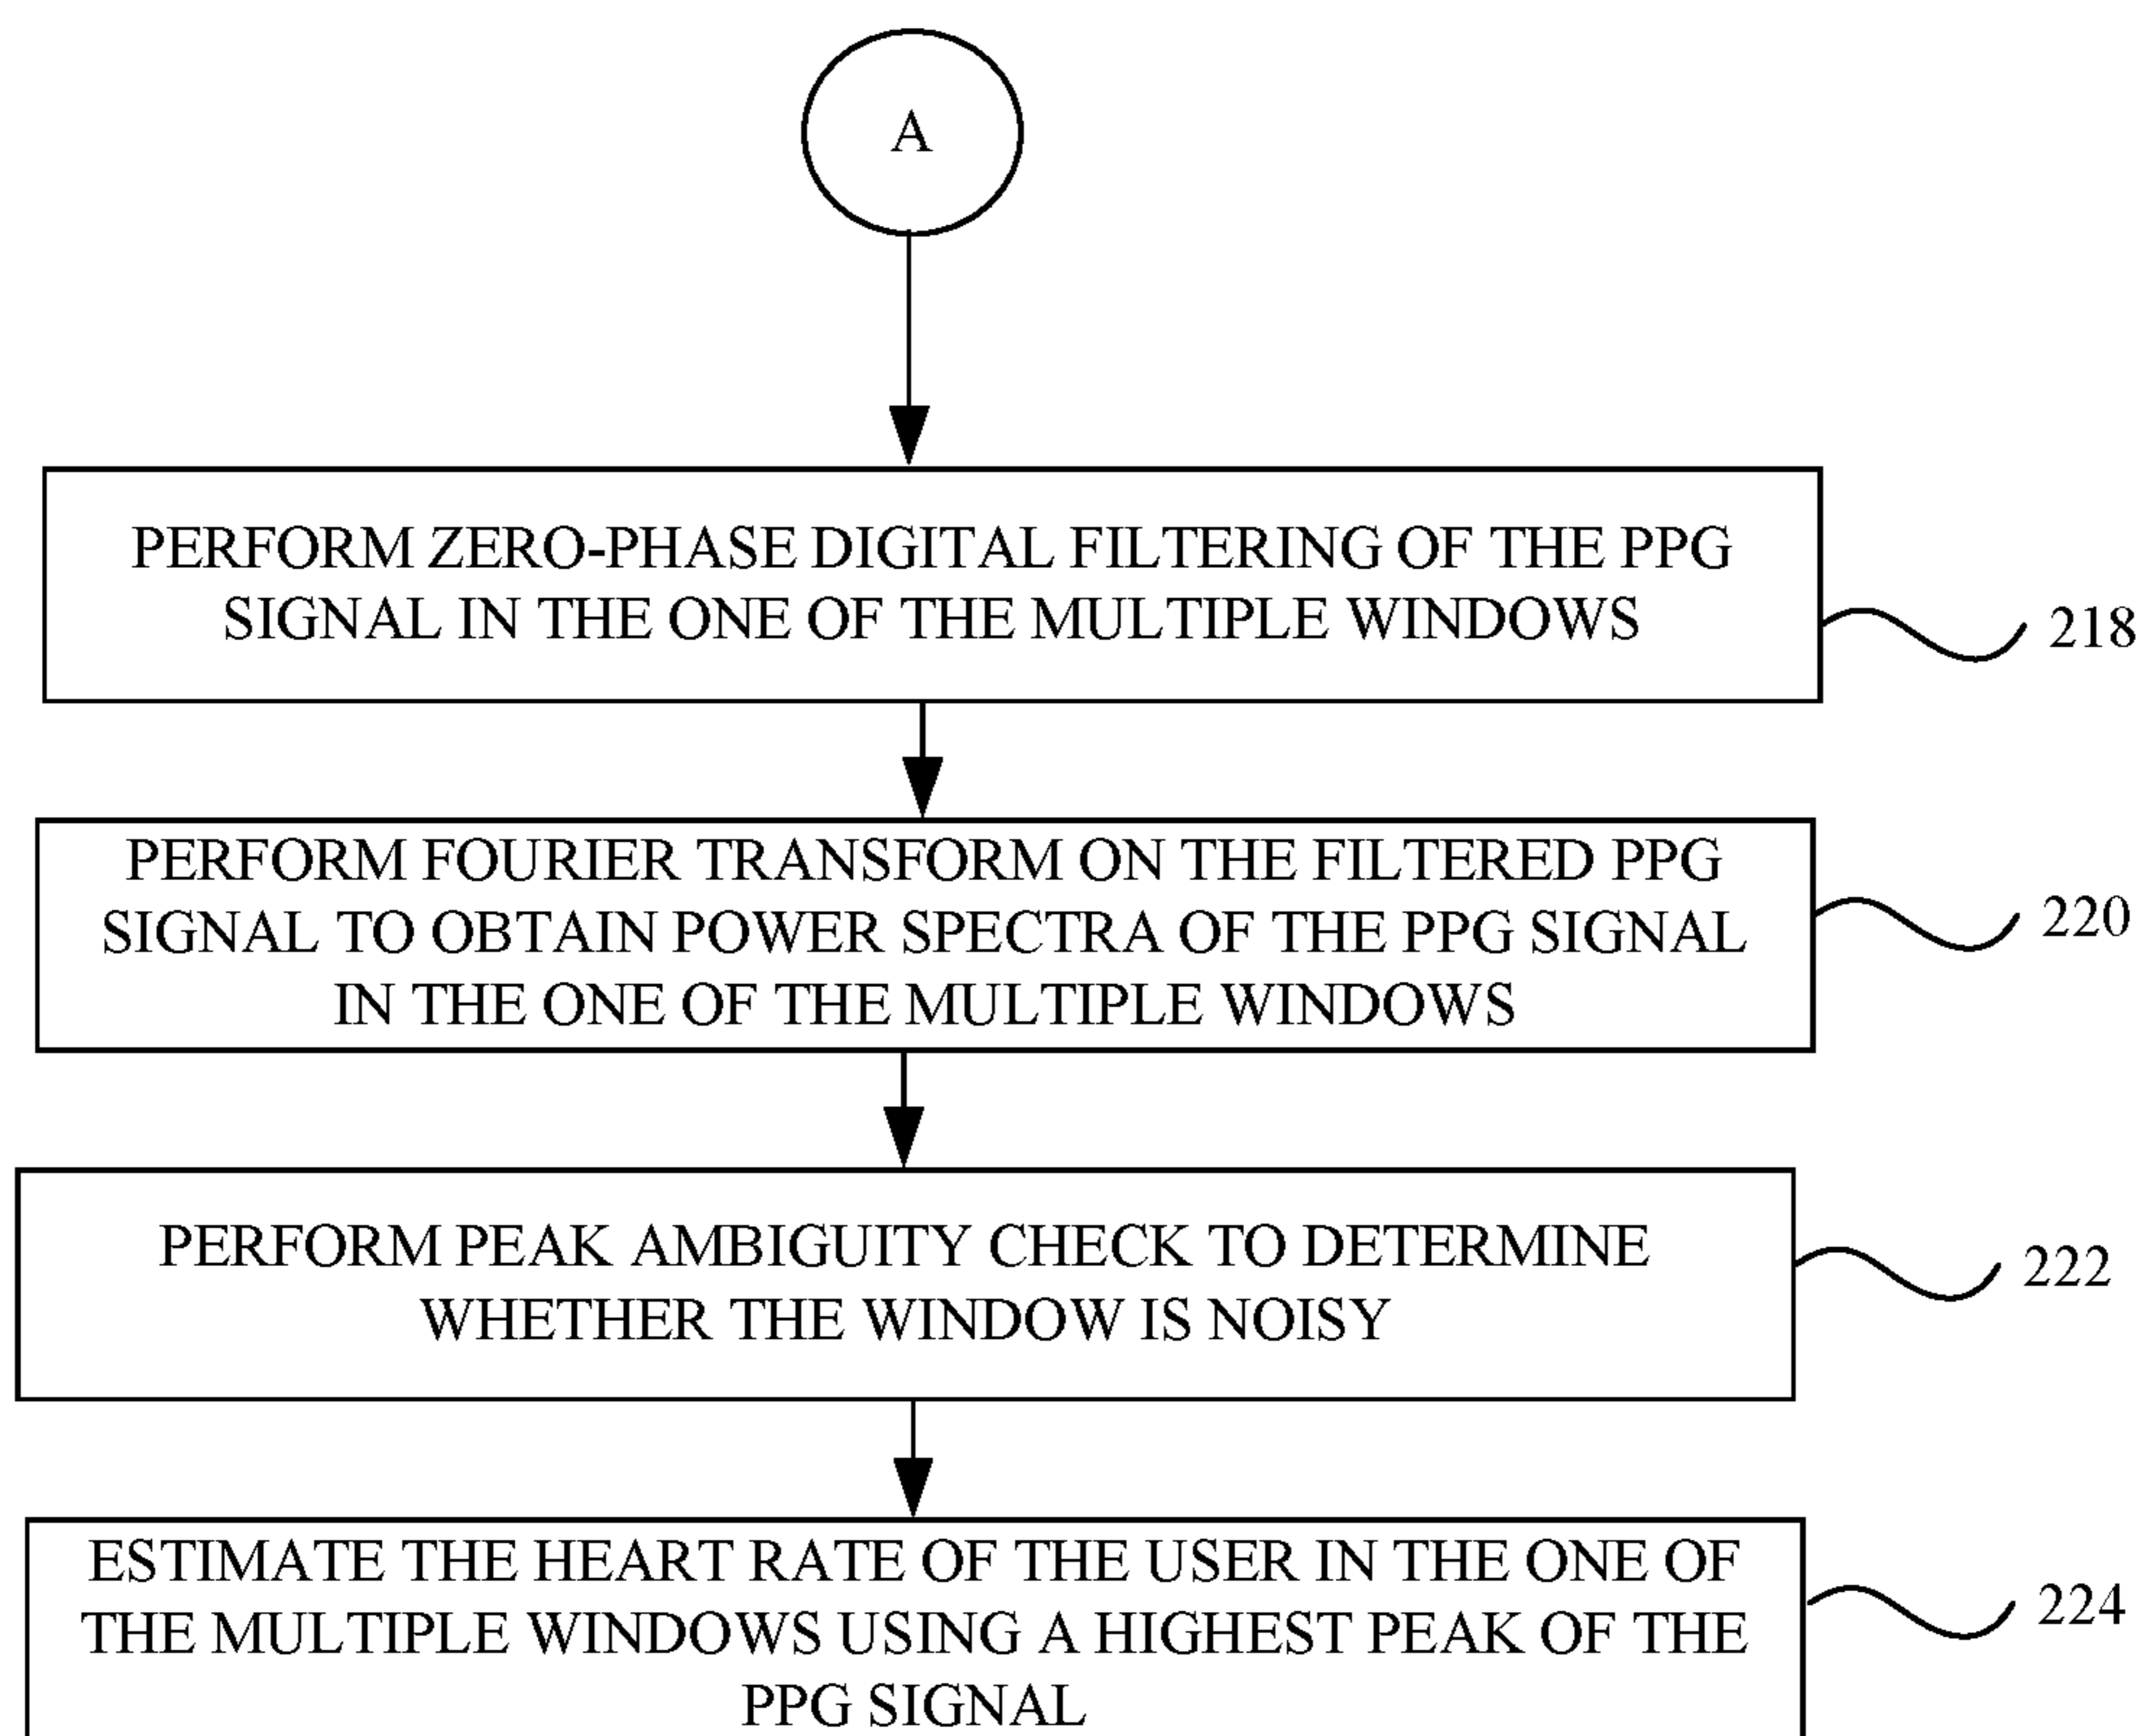 A
PERFORM ZERO-PHASE DIGITAL FILTERING OF THE PPG
SIGNAL IN THE ONE OF THE MULTIPLE WINDOWS
218
PERFORM FOURIER TRANSFORM ON THE FILTERED PPG
SIGNAL TO OBTAIN POWER SPECTRA OF THE PPG SIGNAL
IN THE ONE OF THE MULTIPLE WINDOWS
220
PERFORM PEAK AMBIGUITY CHECK TO DETERMINE
WHETHER THE WINDOW IS NOISY
222
ESTIMATE THE HEART RATE OF THE USER IN THE ONE OF
THE MULTIPLE WINDOWS USING A HIGHEST PEAK OF THE
PPG SIGNAL
224